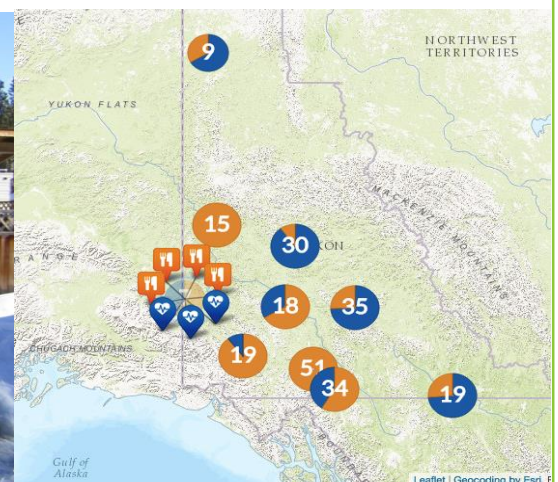 9
NORTHWEST
TERRITORIES
YUKON FLATS
MACKENZIE MOUNTAINS
15
30
KON
RANGE
18
35
CHUGACH MOUNTAINS
19
51
34
19
Gulf of
Alaska
Leaflet | Geocoding by Esri,